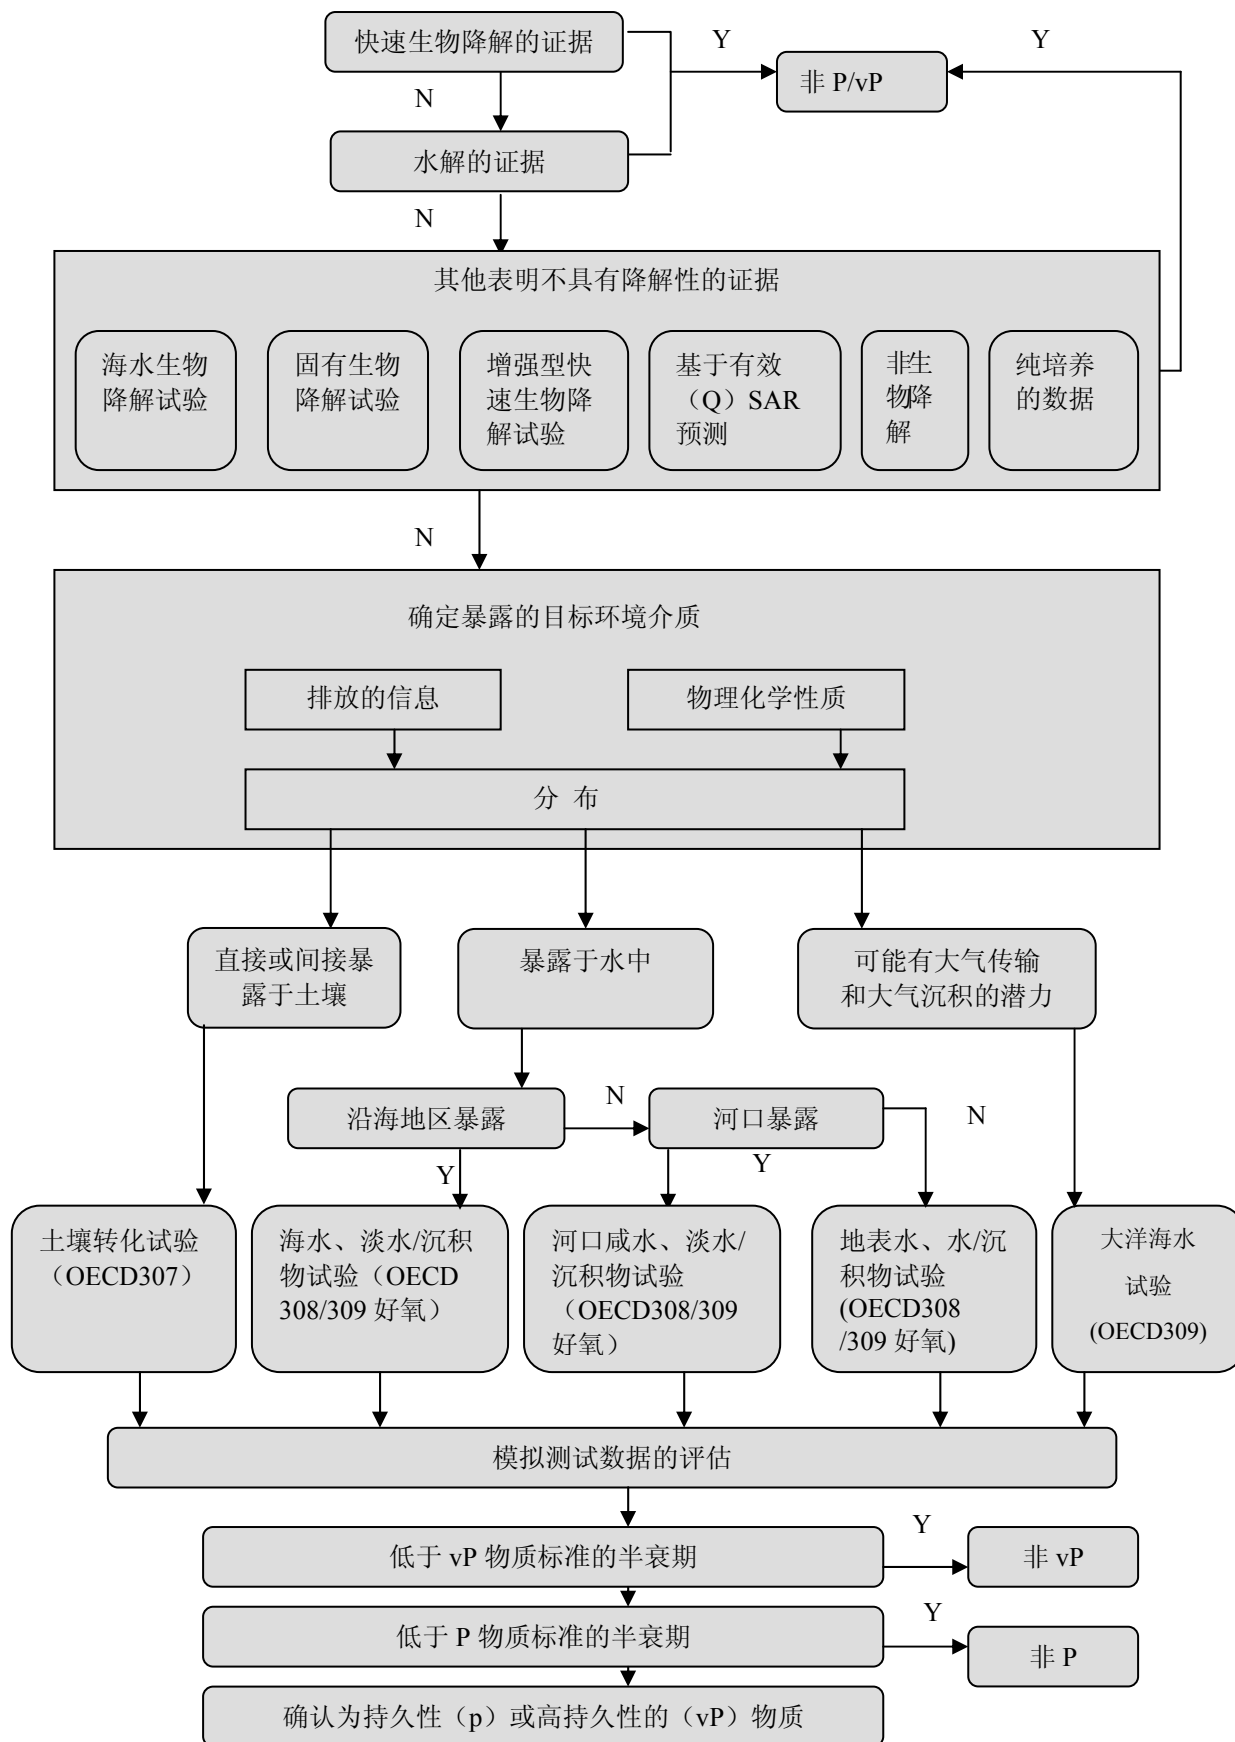 快速生物降解的证据
Y
Y
非 P/vP
N
水解的证据
N
其他表明不具有降解性的证据
海水生物
降解试验
固有生物
降解试验
增强型快
速生物降
解试验
基于有效
（Q）SAR
预测
非生
物降
解
纯培养
的数据
N
确定暴露的目标环境介质
排放的信息
物理化学性质
分 布
直接或间接暴
露于土壤
暴露于水中
可能有大气传输
和大气沉积的潜力
沿海地区暴露
N
河口暴露
N
Y
Y
土壤转化试验
（OECD307）
海水、淡水/沉积
物试验（OECD
308/309 好氧）
河口咸水、淡水/
沉积物试验
（OECD308/309
好氧）
地表水、水/沉
积物试验
(OECD308
/309 好氧)
大洋海水
试验
(OECD309)
模拟测试数据的评估
低于 vP 物质标准的半衰期
Y
非 vP
低于 P 物质标准的半衰期
Y
非 P
确认为持久性（p）或高持久性的（vP）物质